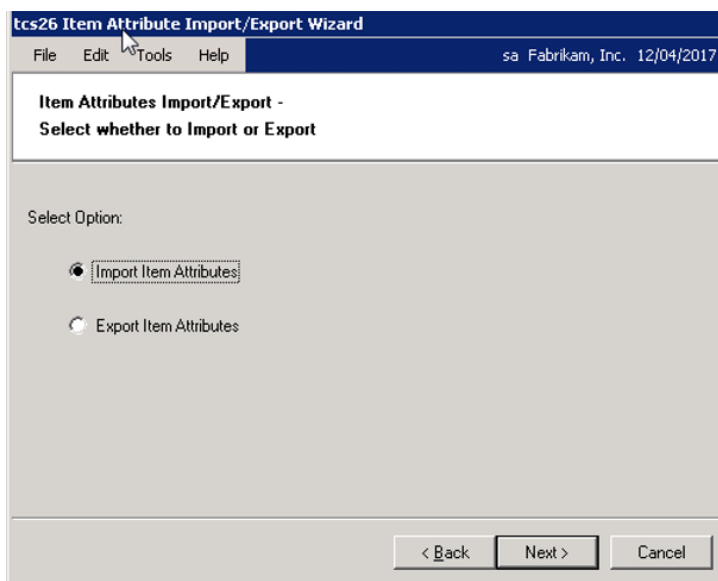 tcs26 Item Attribute Import/Export Wizard
File Edit Tools Help sa Fabrikam, Inc. 12/04/2017
Item Attributes Import/Export -
Select whether to Import or Export
Select Option:
Import Item Attributes
Export Item Attributes
< Back Next > Cancel